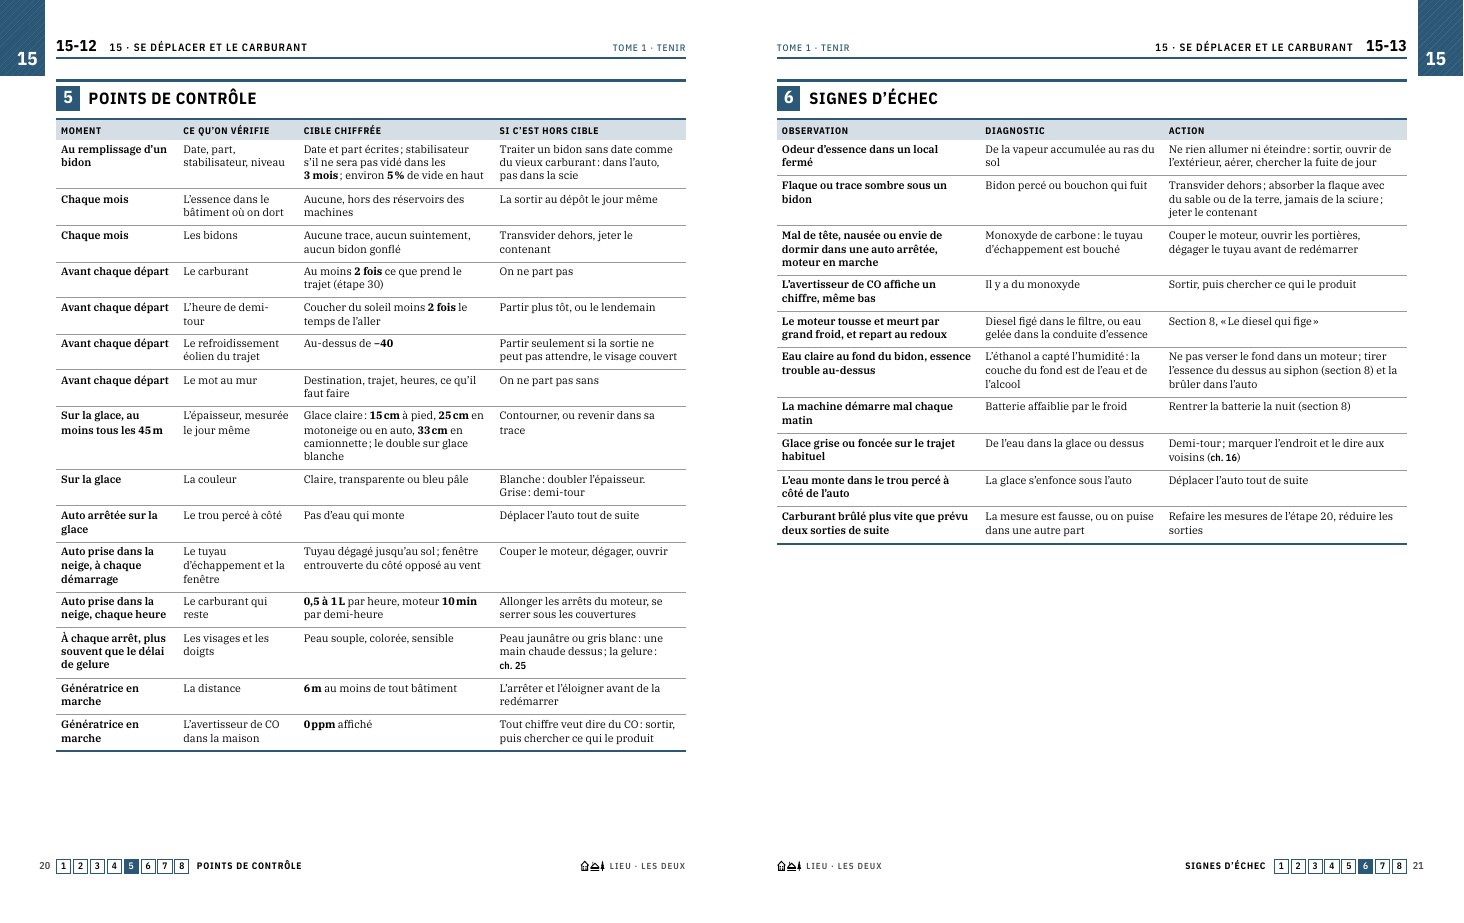 15
15-12 15 · SE DÉPLACER ET LE CARBURANT TOME 1 · TENIR
5 POINTS DE CONTRÔLE
MOMENT CE QU’ON VÉRIFIE CIBLE CHIFFRÉE SI C’EST HORS CIBLE
Au remplissage d’un Date, part, Date et part écrites ; stabilisateur Traiter un bidon sans date comme
bidon stabilisateur, niveau s’il ne sera pas vidé dans les du vieux carburant : dans l’auto,
3 mois ; environ 5 % de vide en haut pas dans la scie
Chaque mois L’essence dans le Aucune, hors des réservoirs des La sortir au dépôt le jour même
bâtiment où on dort machines
Chaque mois Les bidons Aucune trace, aucun suintement, Transvider dehors, jeter le
aucun bidon gonflé contenant
Avant chaque départ Le carburant Au moins 2 fois ce que prend le On ne part pas
trajet (étape 30)
Avant chaque départ L’heure de demi- Coucher du soleil moins 2 fois le Partir plus tôt, ou le lendemain
tour temps de l’aller
Avant chaque départ Le refroidissement Au-dessus de −40 Partir seulement si la sortie ne
éolien du trajet peut pas attendre, le visage couvert
Avant chaque départ Le mot au mur Destination, trajet, heures, ce qu’il On ne part pas sans
faut faire
Sur la glace, au L’épaisseur, mesurée Glace claire : 15 cm à pied, 25 cm en Contourner, ou revenir dans sa
moins tous les 45 m le jour même motoneige ou en auto, 33 cm en trace
camionnette ; le double sur glace
blanche
Sur la glace La couleur Claire, transparente ou bleu pâle Blanche : doubler l’épaisseur.
Grise : demi-tour
Auto arrêtée sur la Le trou percé à côté Pas d’eau qui monte Déplacer l’auto tout de suite
glace
Auto prise dans la Le tuyau Tuyau dégagé jusqu’au sol ; fenêtre Couper le moteur, dégager, ouvrir
neige, à chaque d’échappement et la entrouverte du côté opposé au vent
démarrage fenêtre
Auto prise dans la Le carburant qui 0,5 à 1 L par heure, moteur 10 min Allonger les arrêts du moteur, se
neige, chaque heure reste par demi-heure serrer sous les couvertures
À chaque arrêt, plus Les visages et les Peau souple, colorée, sensible Peau jaunâtre ou gris blanc : une
souvent que le délai doigts main chaude dessus ; la gelure :
de gelure ch. 25
Génératrice en La distance 6 m au moins de tout bâtiment L’arrêter et l’éloigner avant de la
marche redémarrer
Génératrice en L’avertisseur de CO 0 ppm affiché Tout chiffre veut dire du CO : sortir,
marche dans la maison puis chercher ce qui le produit
20 1 2 3 4 5 6 7 8 POINTS DE CONTRÔLE LIEU · LES DEUX
TOME 1 · TENIR 15 · SE DÉPLACER ET LE CARBURANT 15-13
15
6 SIGNES D’ÉCHEC
OBSERVATION DIAGNOSTIC ACTION
Odeur d’essence dans un local De la vapeur accumulée au ras du Ne rien allumer ni éteindre : sortir, ouvrir de
fermé sol l’extérieur, aérer, chercher la fuite de jour
Flaque ou trace sombre sous un Bidon percé ou bouchon qui fuit Transvider dehors ; absorber la flaque avec
bidon du sable ou de la terre, jamais de la sciure ;
jeter le contenant
Mal de tête, nausée ou envie de Monoxyde de carbone : le tuyau Couper le moteur, ouvrir les portières,
dormir dans une auto arrêtée, d’échappement est bouché dégager le tuyau avant de redémarrer
moteur en marche
L’avertisseur de CO affiche un Il y a du monoxyde Sortir, puis chercher ce qui le produit
chiffre, même bas
Le moteur tousse et meurt par Diesel figé dans le filtre, ou eau Section 8, « Le diesel qui fige »
grand froid, et repart au redoux gelée dans la conduite d’essence
Eau claire au fond du bidon, essence L’éthanol a capté l’humidité : la Ne pas verser le fond dans un moteur ; tirer
trouble au-dessus couche du fond est de l’eau et de l’essence du dessus au siphon (section 8) et la
l’alcool brûler dans l’auto
La machine démarre mal chaque Batterie affaiblie par le froid Rentrer la batterie la nuit (section 8)
matin
Glace grise ou foncée sur le trajet De l’eau dans la glace ou dessus Demi-tour ; marquer l’endroit et le dire aux
habituel voisins (ch. 16)
L’eau monte dans le trou percé à La glace s’enfonce sous l’auto Déplacer l’auto tout de suite
côté de l’auto
Carburant brûlé plus vite que prévu La mesure est fausse, ou on puise Refaire les mesures de l’étape 20, réduire les
deux sorties de suite dans une autre part sorties
LIEU · LES DEUX SIGNES D’ÉCHEC 1 2 3 4 5 6 7 8 21